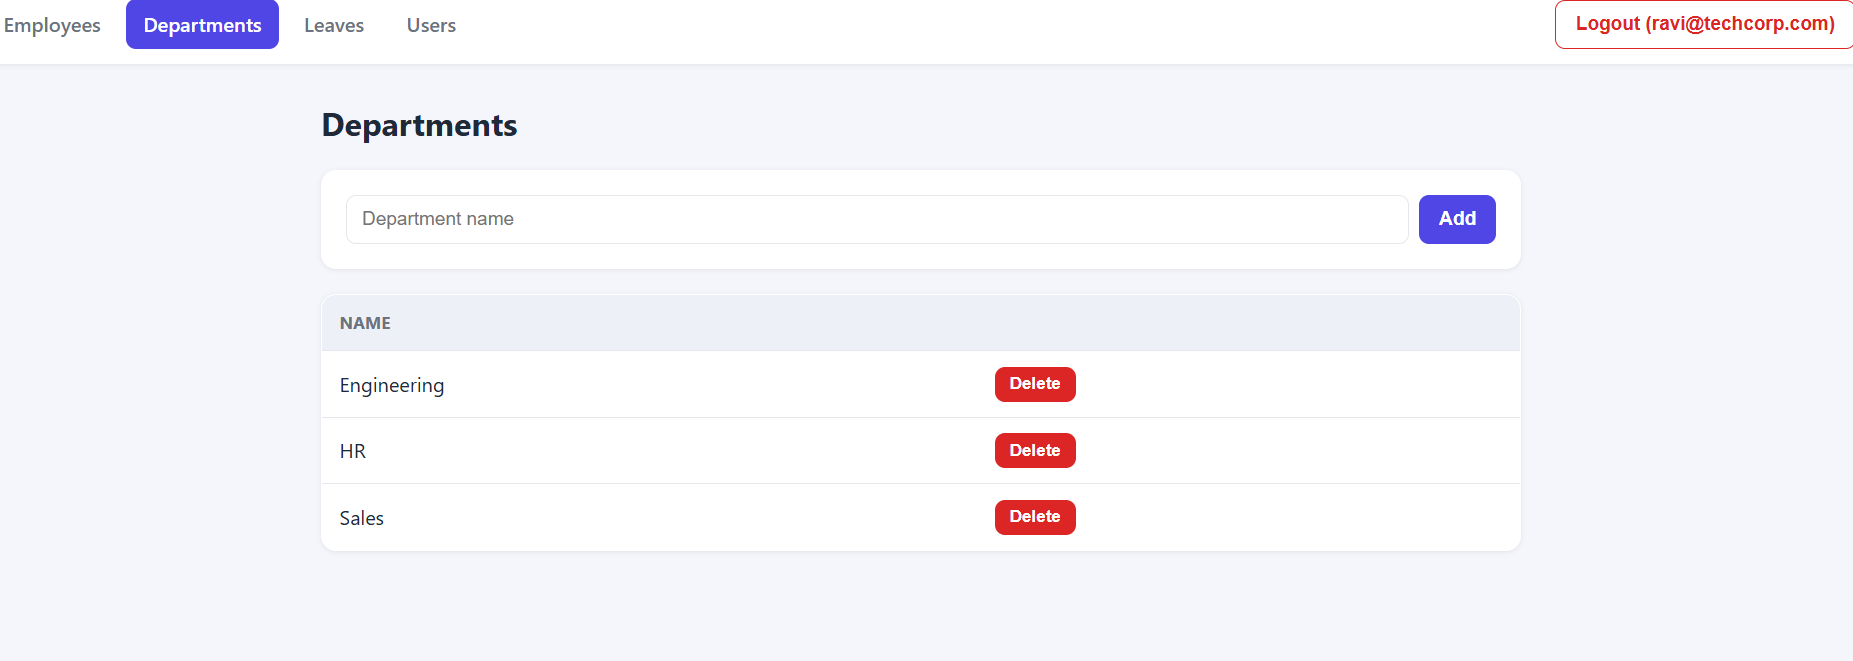 Employees Departments Leaves Users Logout (ravi@techcorp.com)
Departments
Department name Add
NAME
Engineering Delete
HR Delete
Sales Delete